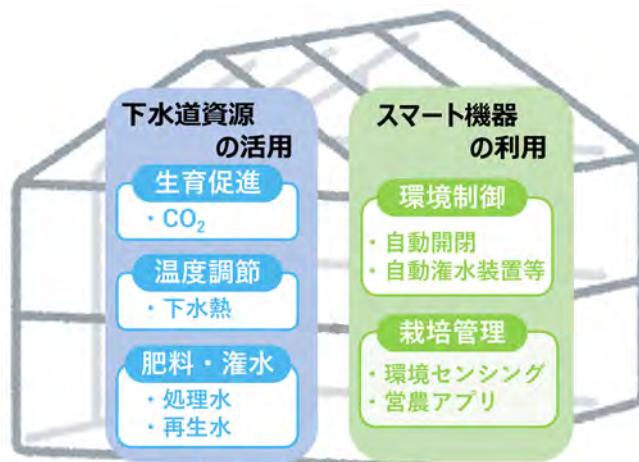 下水道資源
の活用
生育促進
・CO₂
温度調節
・下水熱
肥料・潅水
・処理水
・再生水
スマート機器
の利用
環境制御
・自動開閉
・自動潅水装置等
栽培管理
・環境センシング
・営農アプリ